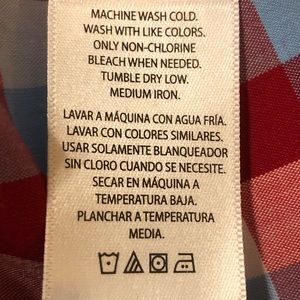 MACHINE WASH COLD.
WASH WITH LIKE COLORS.
ONLY NON-CHLORINE
BLEACH WHEN NEEDED.
TUMBLE DRY LOW.
MEDIUM IRON.
LAVAR A MÁQUINA CON AGUA FRÍA.
LAVAR CON COLORES SIMILARES.
USAR SOLAMENTE BLANQUEADOR
SIN CLORO CUANDO SE NECESITE.
SECAR EN MÁQUINA A
TEMPERATURA BAJA.
PLANCHAR A TEMPERATURA
MEDIA.